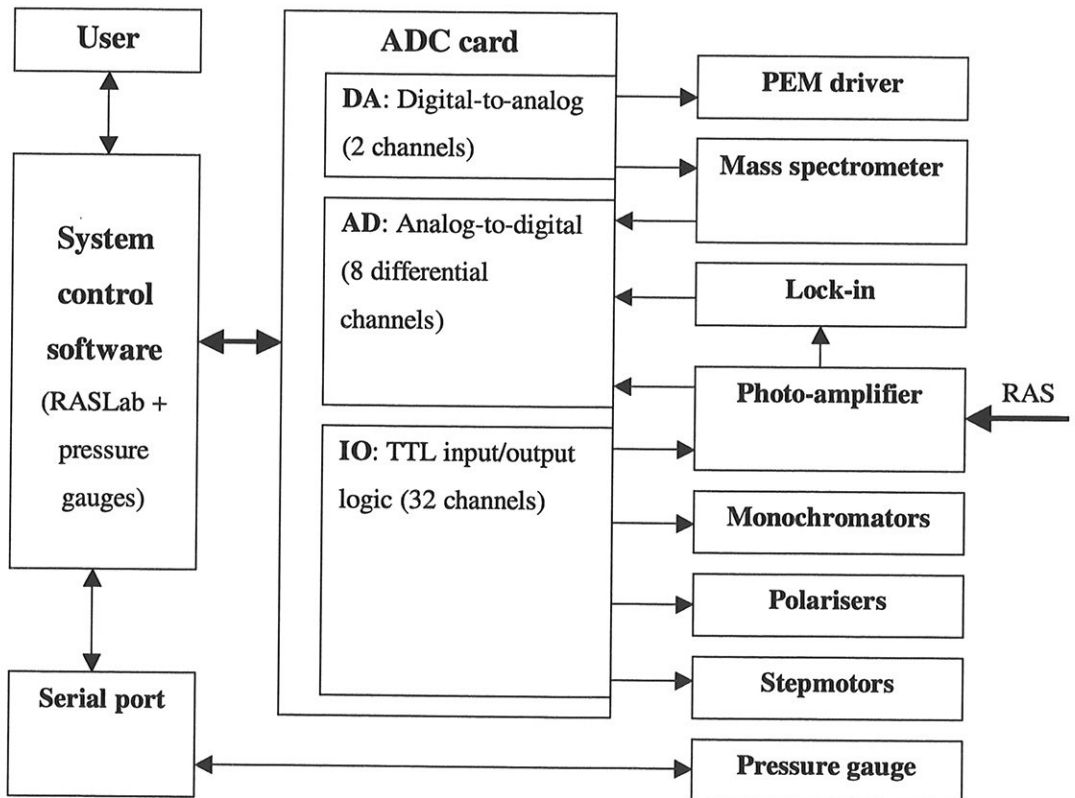 User
System
control
software
(RASLab +
pressure
gauges)
Serial port
ADC card
DA: Digital-to-analog
(2 channels)
AD: Analog-to-digital
(8 differential
channels)
IO: TTL input/output
logic (32 channels)
PEM driver
Mass spectrometer
Lock-in
Photo-amplifier
RAS
Monochromators
Polarisers
Stepmotors
Pressure gauge